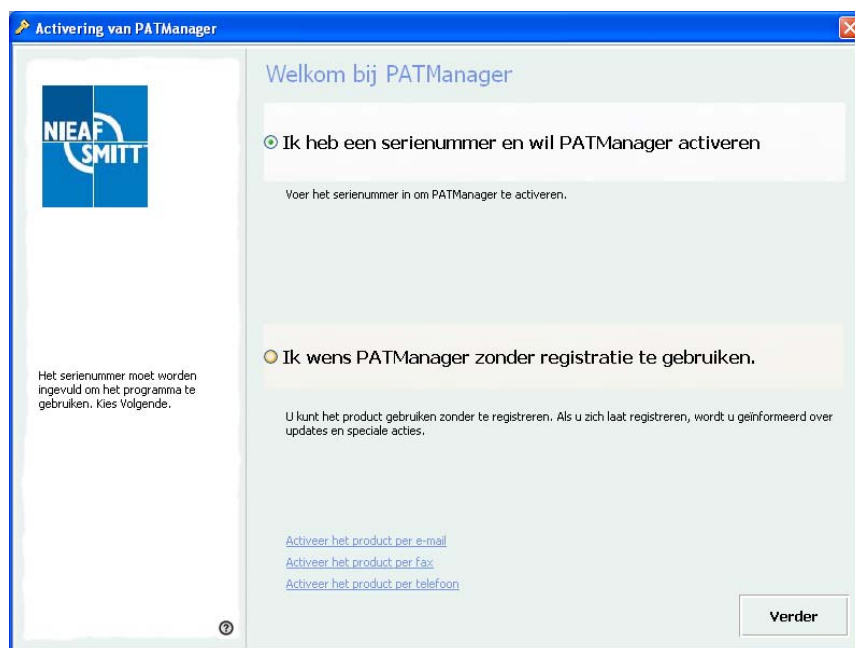 Activering van PATManager
NIEAF
SMITT
Het serienummer moet worden
ingevuld om het programma te
gebruiken. Kies Volgende.
Welkom bij PATManager
Ik heb een serienummer en wil PATManager activeren
Voer het serienummer in om PATManager te activeren.
Ik wens PATManager zonder registratie te gebruiken.
U kunt het product gebruiken zonder te registreren. Als u zich laat registreren, wordt u geïnformeerd over
updates en speciale acties.
Activeer het product per e-mail
Activeer het product per fax
Activeer het product per telefoon
Verder